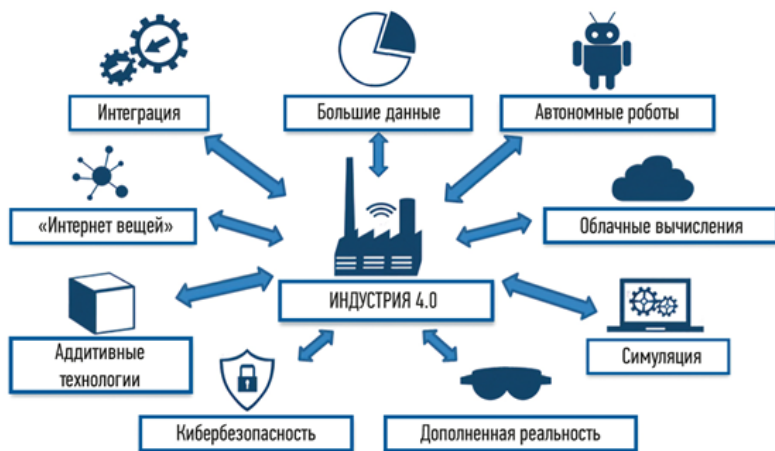 Интеграция
Большие данные
Автономные роботы
«Интернет вещей»
Облачные вычисления
ИНДУСТРИЯ 4.0
Аддитивные
технологии
Симуляция
Кибербезопасность
Дополненная реальность